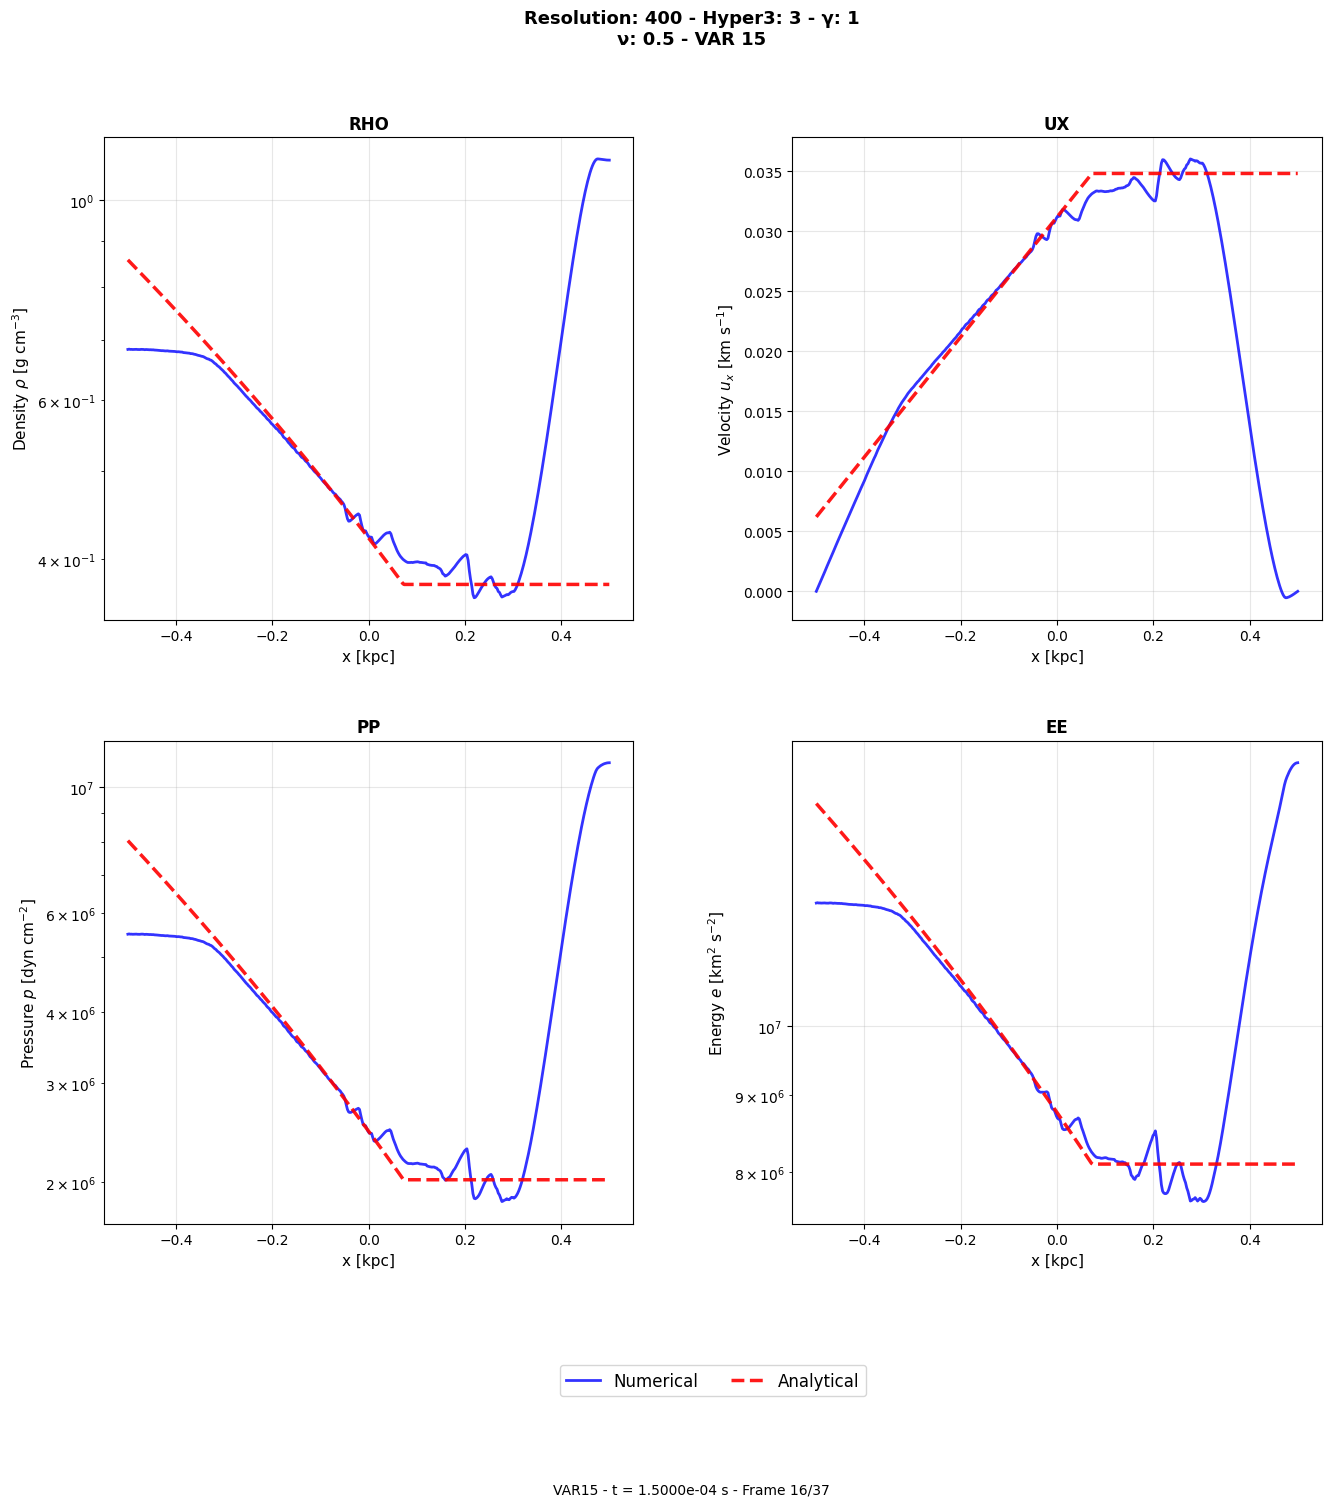 Resolution: 400 - Hyper3: 3 - γ: 1
ν: 0.5 - VAR 15
RHO
Density ρ [g cm⁻³]
10⁰
6 × 10⁻¹
4 × 10⁻¹
−0.4 −0.2 0.0 0.2 0.4
x [kpc]
UX
Velocity uₓ [km s⁻¹]
0.035
0.030
0.025
0.020
0.015
0.010
0.005
0.000
−0.4 −0.2 0.0 0.2 0.4
x [kpc]
PP
Pressure p [dyn cm⁻²]
10⁷
6 × 10⁶
4 × 10⁶
3 × 10⁶
2 × 10⁶
−0.4 −0.2 0.0 0.2 0.4
x [kpc]
EE
Energy e [km² s⁻²]
10⁷
9 × 10⁶
8 × 10⁶
−0.4 −0.2 0.0 0.2 0.4
x [kpc]
Numerical Analytical
VAR15 - t = 1.5000e-04 s - Frame 16/37